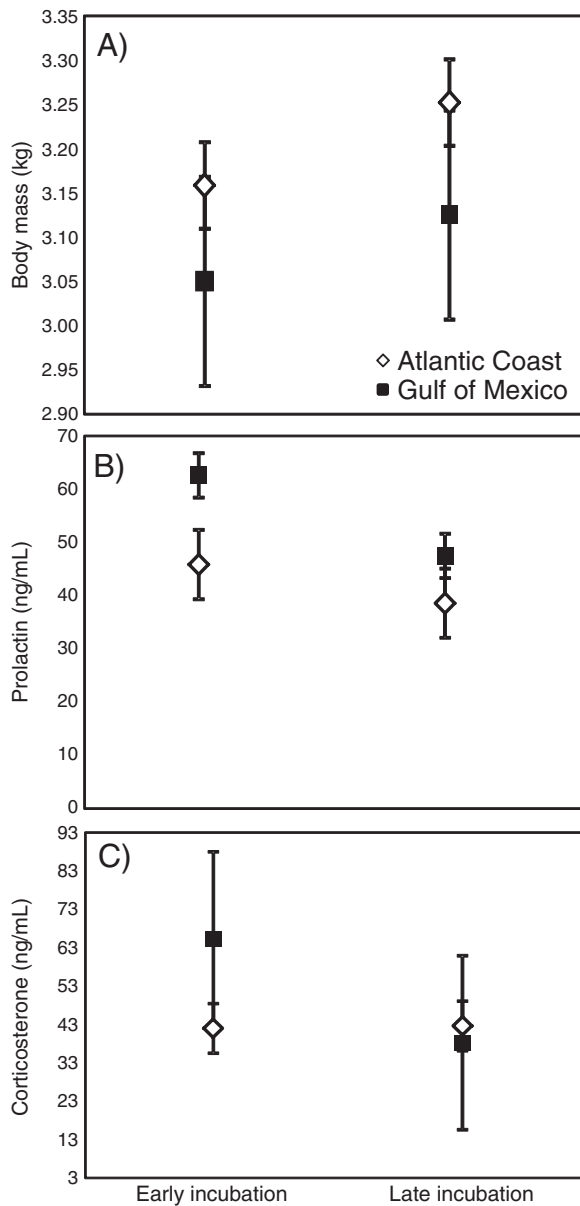 A)
Body mass (kg)
3.35
3.30
3.25
3.20
3.15
3.10
3.05
3.00
2.95
2.90
Atlantic Coast
Gulf of Mexico
B)
Prolactin (ng/mL)
70
60
50
40
30
20
10
0
C)
Corticosterone (ng/mL)
93
83
73
63
53
43
33
23
13
3
Early incubation
Late incubation